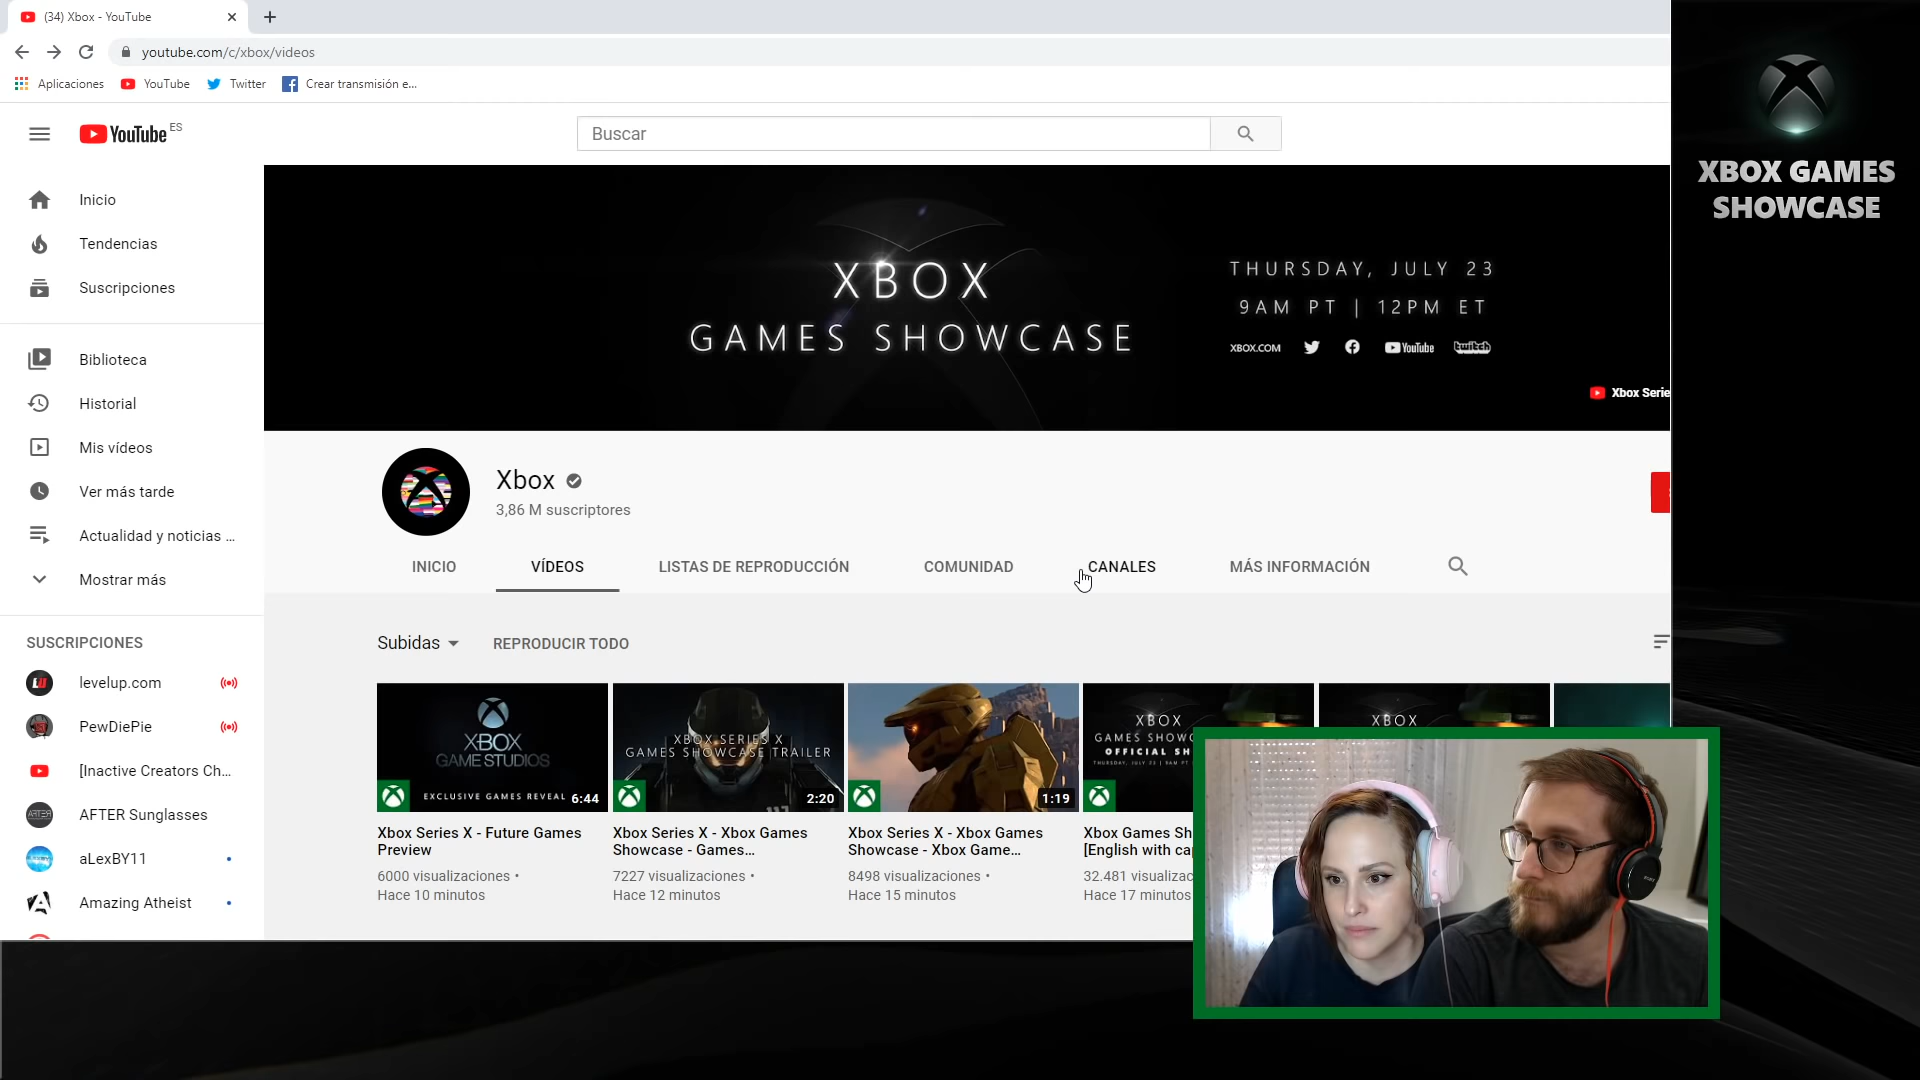 (34) Xbox - YouTube
youtube.com/c/xbox/videos
Aplicaciones
YouTube
Twitter
Crear transmisión e...
YouTube ES
Buscar
Inicio
Tendencias
Suscripciones
Biblioteca
Historial
Mis vídeos
Ver más tarde
Actualidad y noticias ...
Mostrar más
SUSCRIPCIONES
levelup.com
PewDiePie
[Inactive Creators Ch...
AFTER Sunglasses
aLexBY11
Amazing Atheist
XBOX
GAMES SHOWCASE
THURSDAY, JULY 23
9AM PT | 12PM ET
XBOX.COM
YouTube
twitch
Xbox Serie
Xbox
3,86 M suscriptores
INICIO
VÍDEOS
LISTAS DE REPRODUCCIÓN
COMUNIDAD
CANALES
MÁS INFORMACIÓN
Subidas
REPRODUCIR TODO
XBOX
GAME STUDIOS
EXCLUSIVE GAMES REVEAL
6:44
Xbox Series X - Future Games
Preview
6000 visualizaciones •
Hace 10 minutos
XBOX SERIES X
GAMES SHOWCASE TRAILER
2:20
Xbox Series X - Xbox Games
Showcase - Games...
7227 visualizaciones •
Hace 12 minutos
1:19
Xbox Series X - Xbox Games
Showcase - Xbox Game...
8498 visualizaciones •
Hace 15 minutos
XBOX
GAMES SHOW
OFFICIAL SH
Xbox Games Sh
[English with cap
32.481 visualizac
Hace 17 minutos
XBOX
XBOX GAMES
SHOWCASE